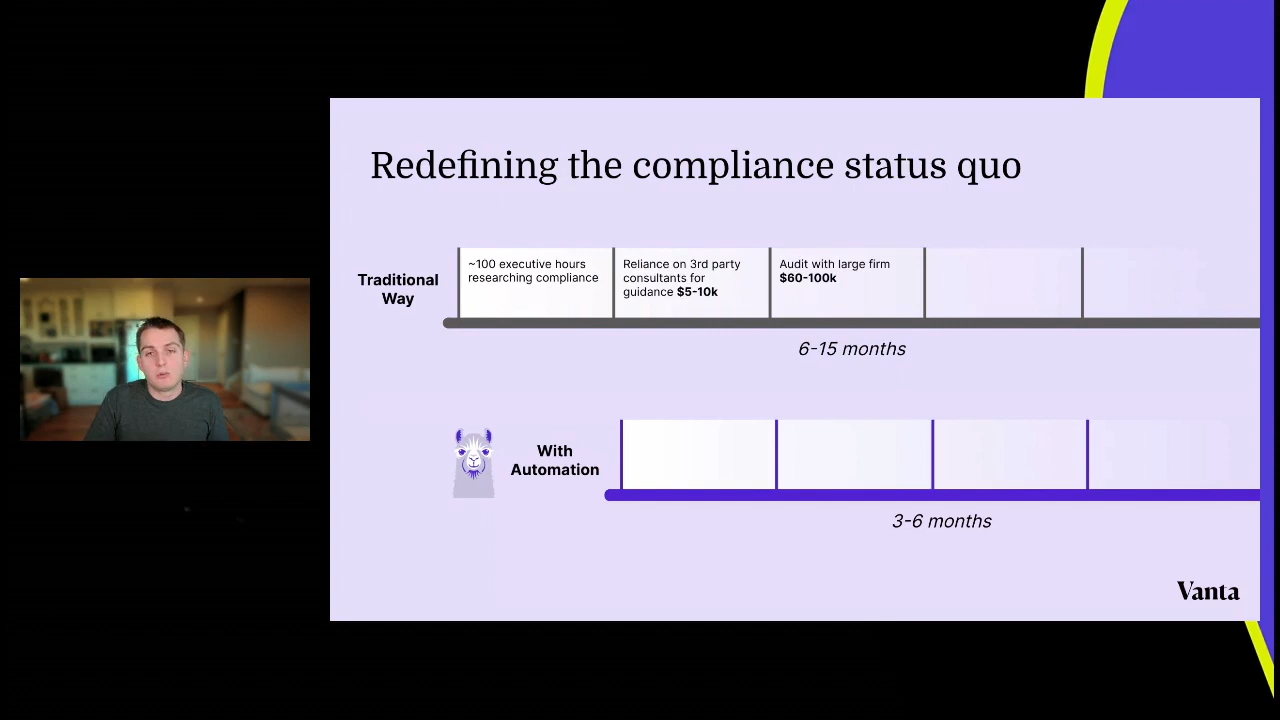 Redefining the compliance status quo
Traditional
Way
~100 executive hours
researching compliance
Reliance on 3rd party
consultants for
guidance $5-10k
Audit with large firm
$60-100k
6-15 months
With
Automation
3-6 months
Vanta